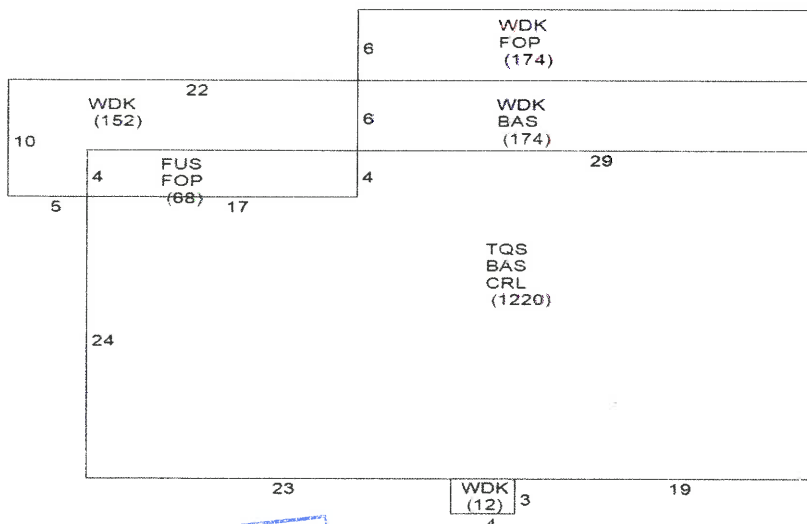 WDK
FOP
(174)
6
22
WDK
(152)
WDK
BAS
(174)
6
10
29
FUS
FOP
(68)
4
4
5
17
TQS
BAS
CRL
(1220)
24
23
WDK
(12)
3
19
4